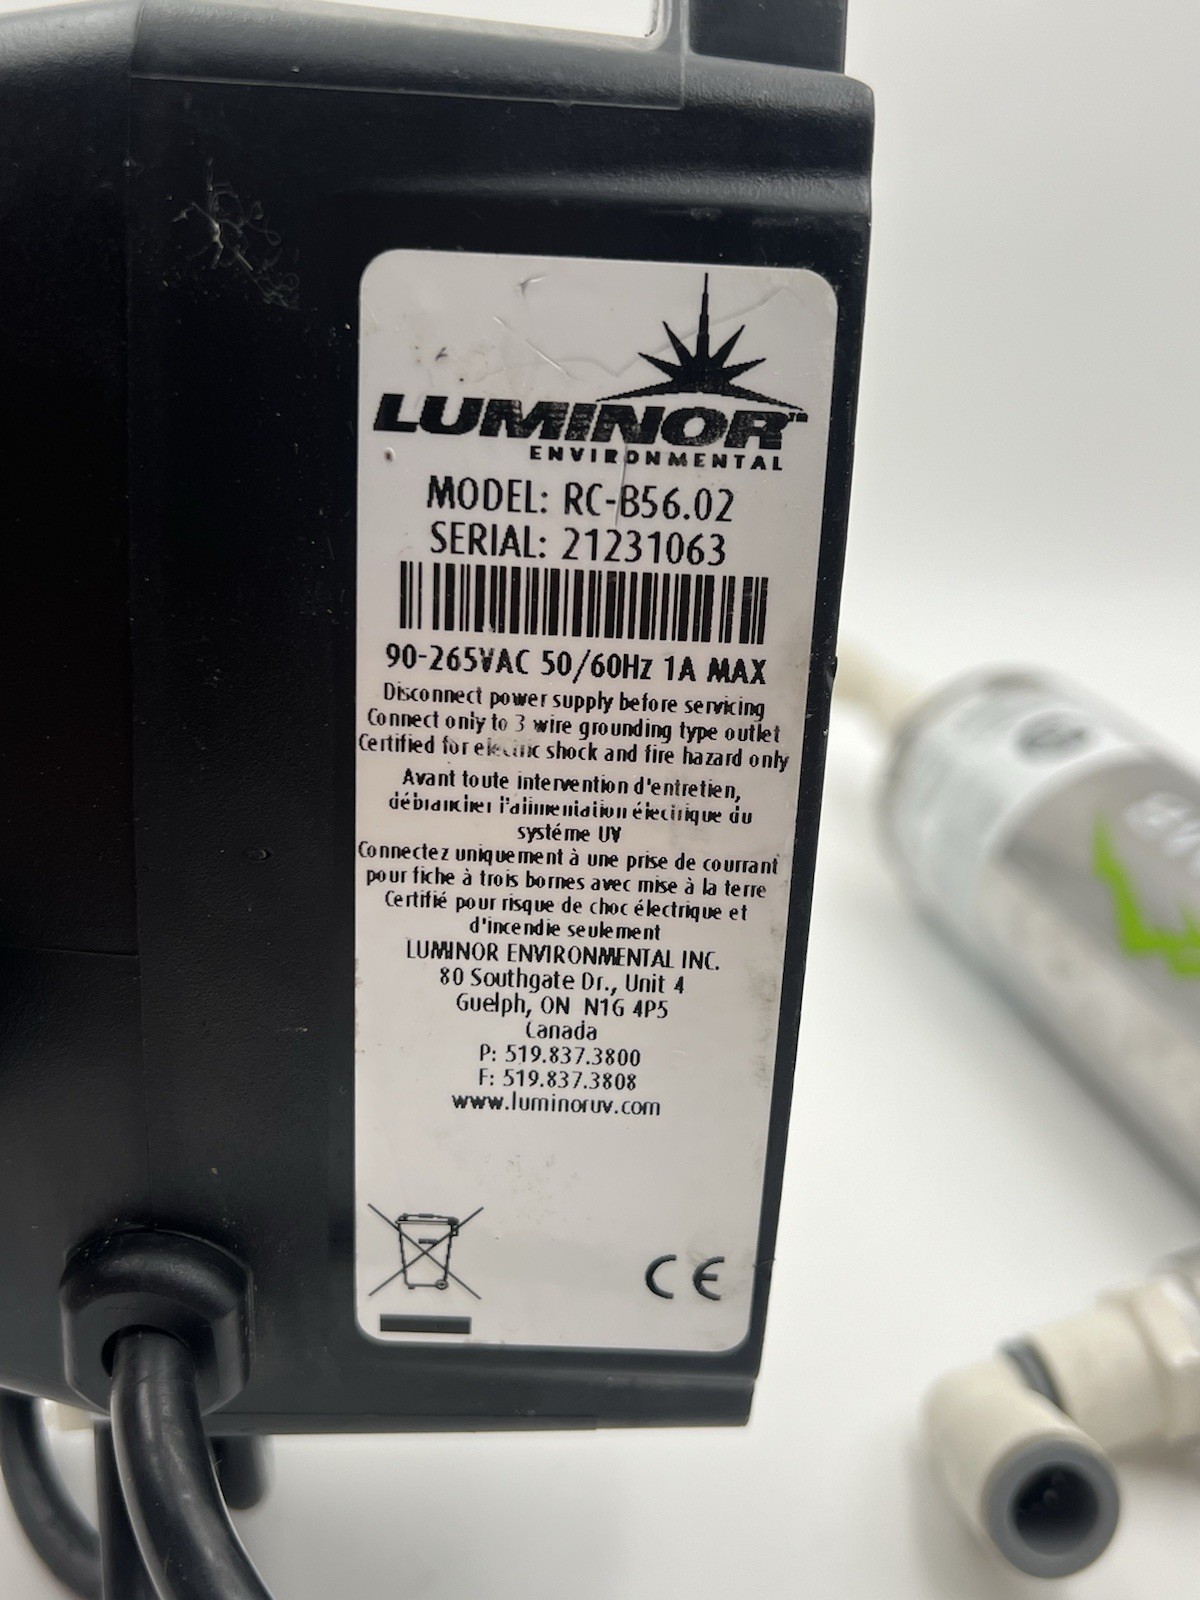 LUMINOR™
ENVIRONMENTAL
MODEL: RC-B56.02
SERIAL: 21231063
90-265VAC 50/60Hz 1A MAX
Disconnect power supply before servicing
Connect only to 3 wire grounding type outlet
Certified for electric shock and fire hazard only
Avant toute intervention d'entretien,
débrancher l'alimentation électrique du
systéme UV
Connectez uniquement à une prise de courrant
pour fiche à trois bornes avec mise à la terre
Certifié pour risque de choc électrique et
d'incendie seulement
LUMINOR ENVIRONMENTAL INC.
80 Southgate Dr., Unit 4
Guelph, ON N1G 4P5
Canada
P: 519.837.3800
F: 519.837.3808
www.luminoruv.com
CE